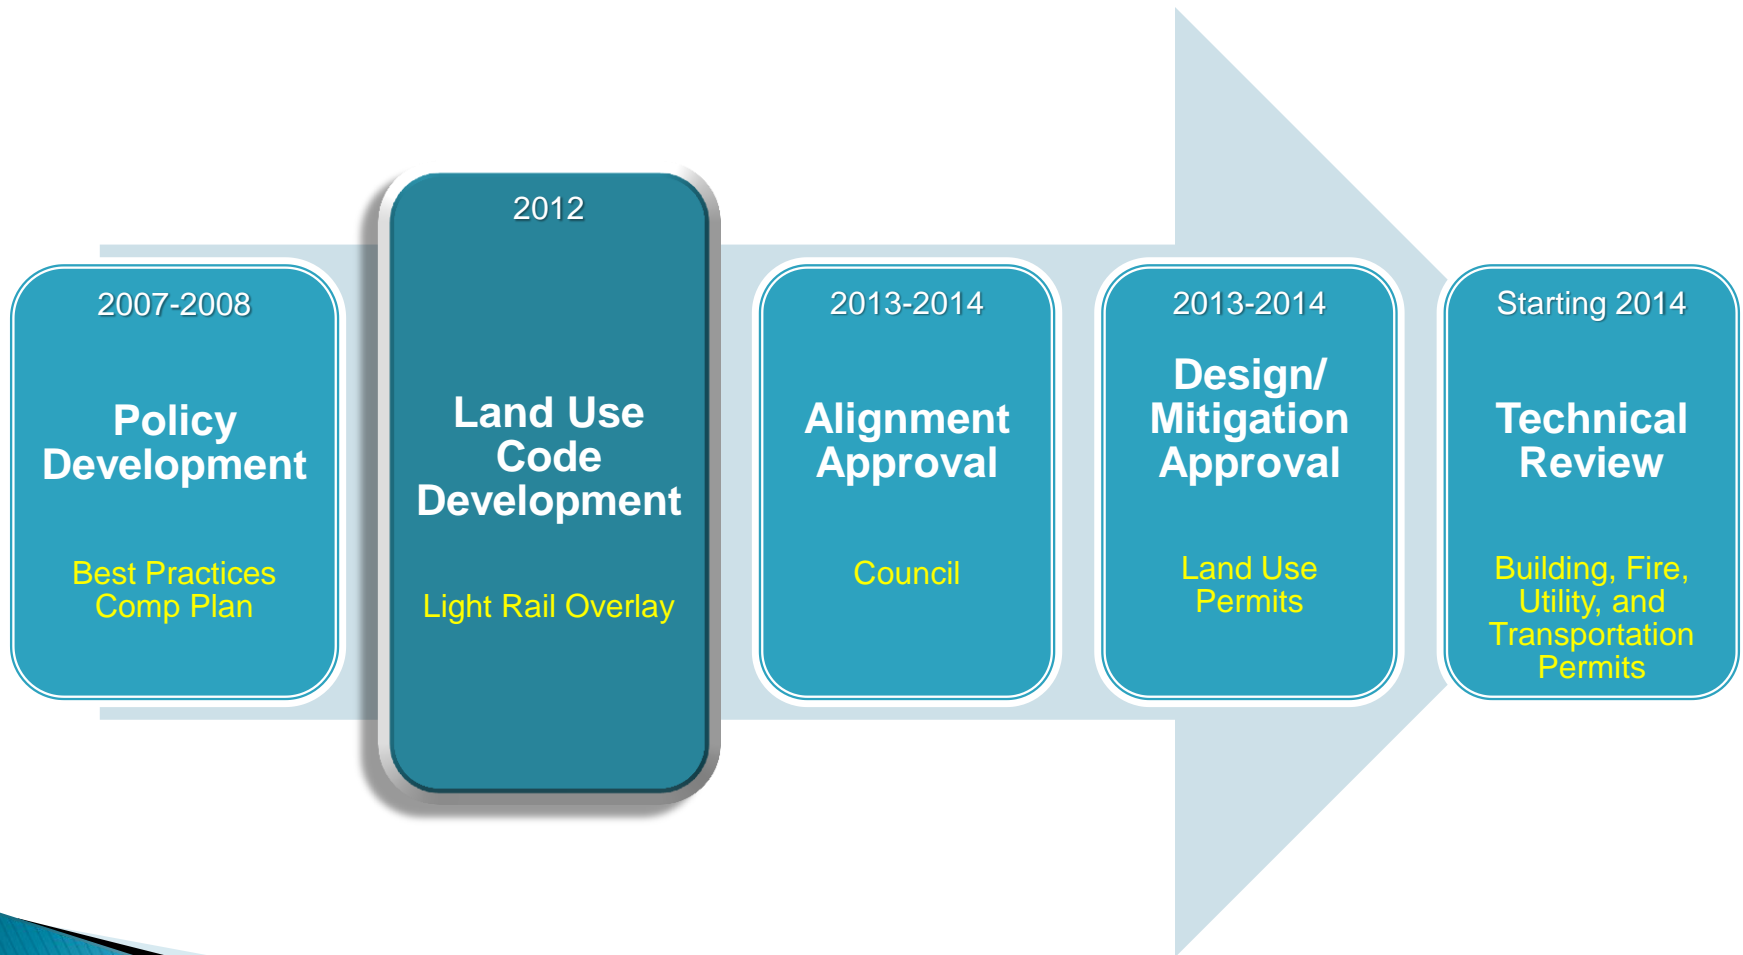 2007-2008
Policy
Development
Best Practices
Comp Plan
2012
Land Use
Code
Development
Light Rail Overlay
2013-2014
Alignment
Approval
Council
2013-2014
Design/
Mitigation
Approval
Land Use
Permits
Starting 2014
Technical
Review
Building, Fire,
Utility, and
Transportation
Permits